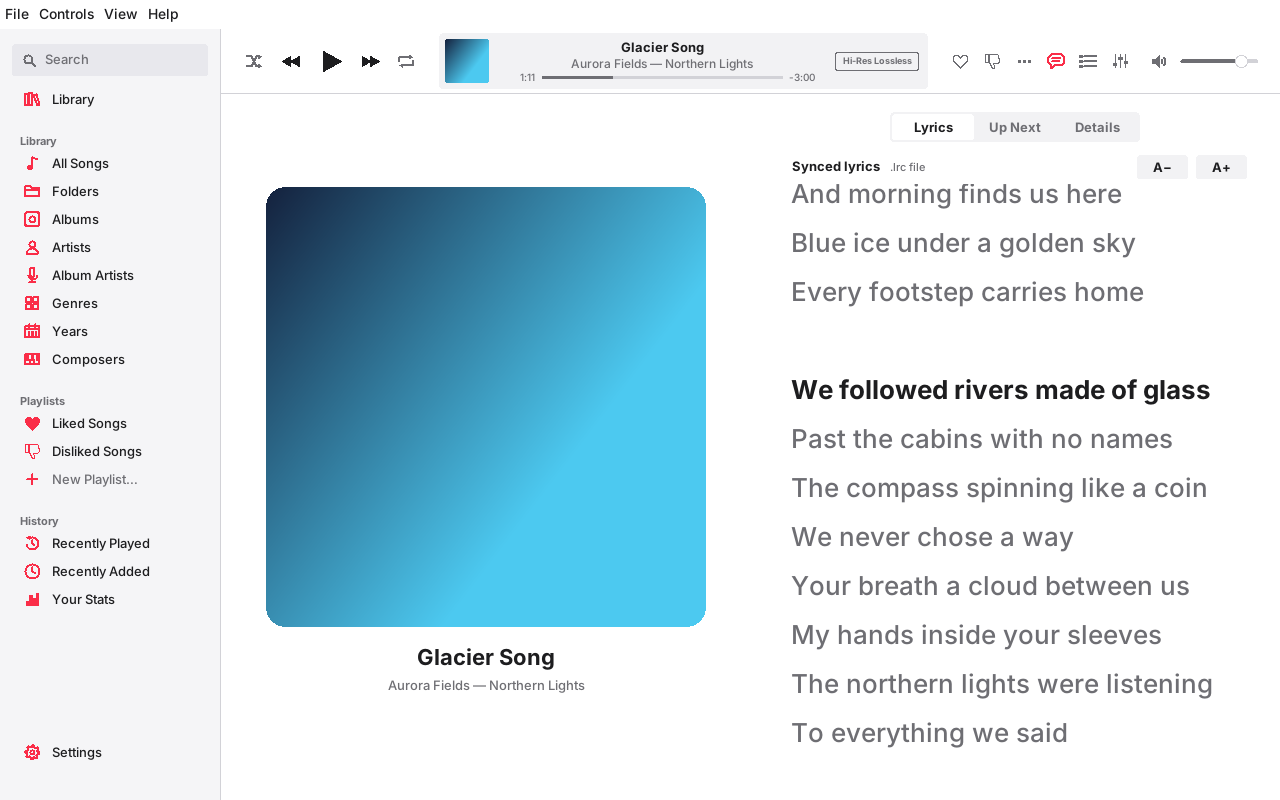 File Controls View Help
Search
Library
Library
All Songs
Folders
Albums
Artists
Album Artists
Genres
Years
Composers
Playlists
Liked Songs
Disliked Songs
New Playlist...
History
Recently Played
Recently Added
Your Stats
Settings
Glacier Song
Aurora Fields — Northern Lights
1:11
-3:00
Hi-Res Lossless
Glacier Song
Aurora Fields — Northern Lights
Lyrics Up Next Details
Synced lyrics .lrc file A− A+
And morning finds us here
Blue ice under a golden sky
Every footstep carries home
We followed rivers made of glass
Past the cabins with no names
The compass spinning like a coin
We never chose a way
Your breath a cloud between us
My hands inside your sleeves
The northern lights were listening
To everything we said